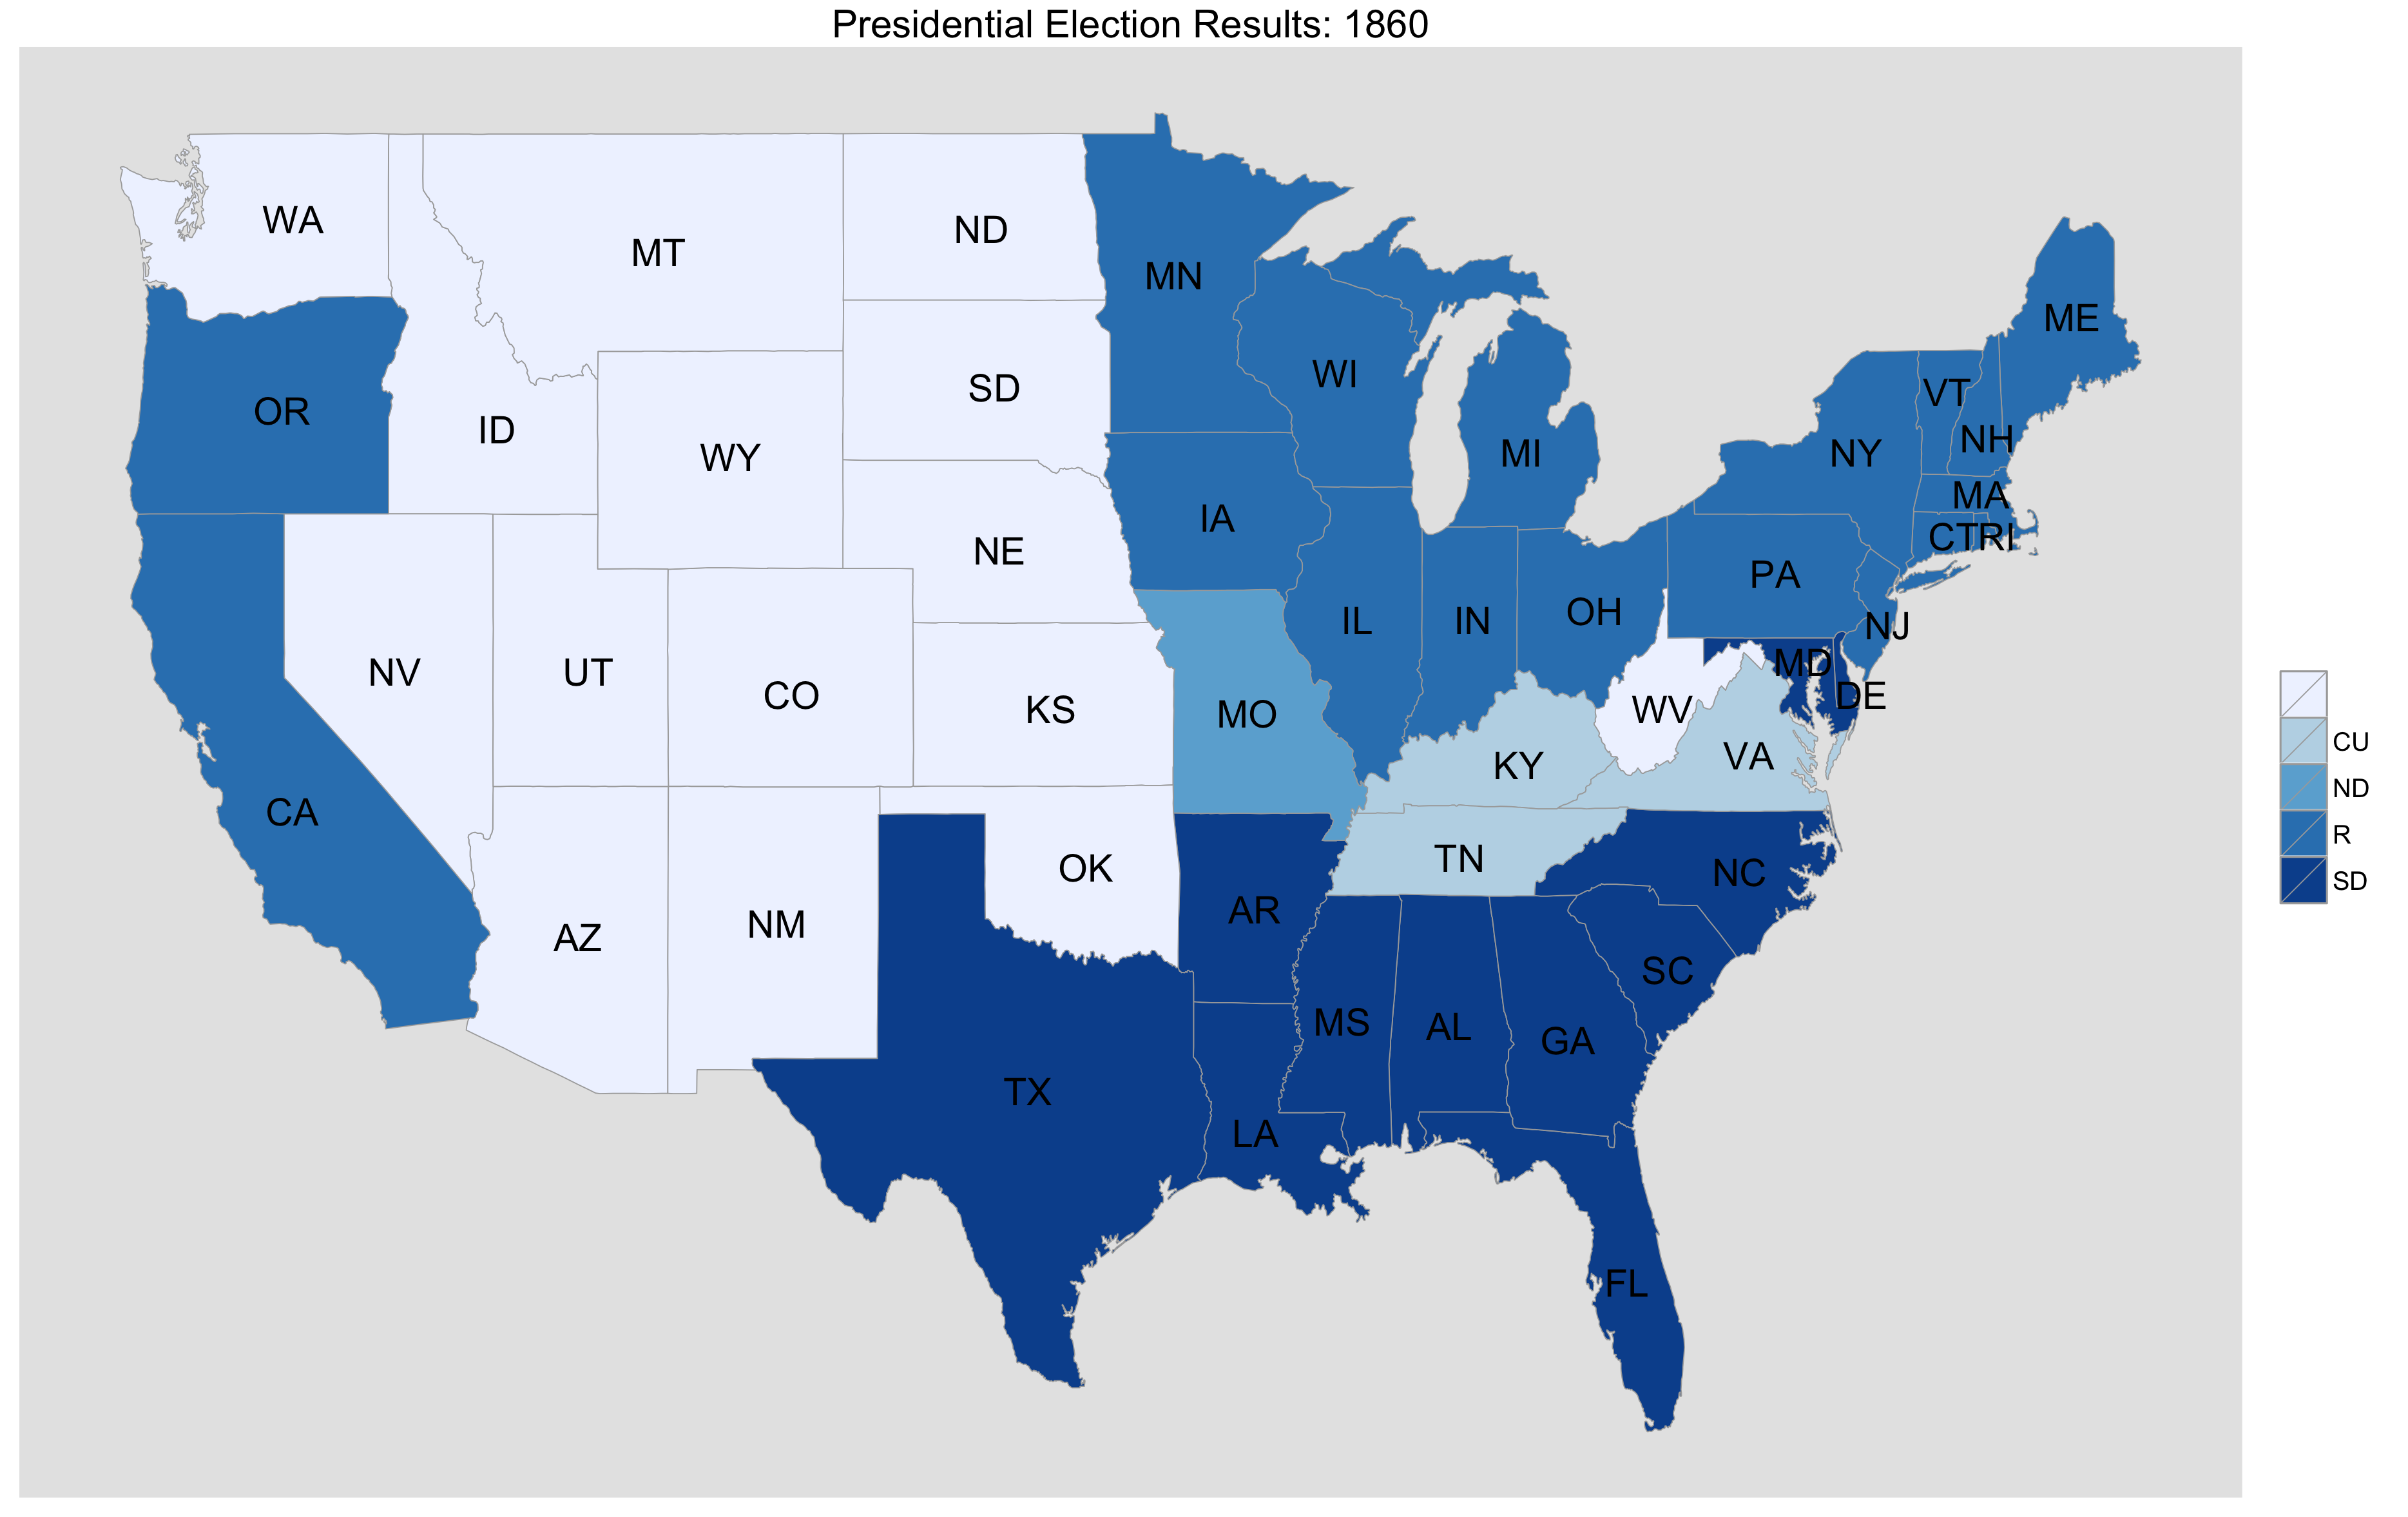 Presidential Election Results: 1860
WA
MT
ND
MN
ME
WI
SD
VT
OR
ID
NH
WY
MI
NY
MA
IA
CT
RI
NE
PA
OH
IL
IN
NJ
MD
NV
UT
CO
KS
MO
WV
DE
KY
VA
CA
TN
OK
NC
AR
NM
AZ
SC
MS
AL
GA
TX
LA
FL
CU
ND
R
SD